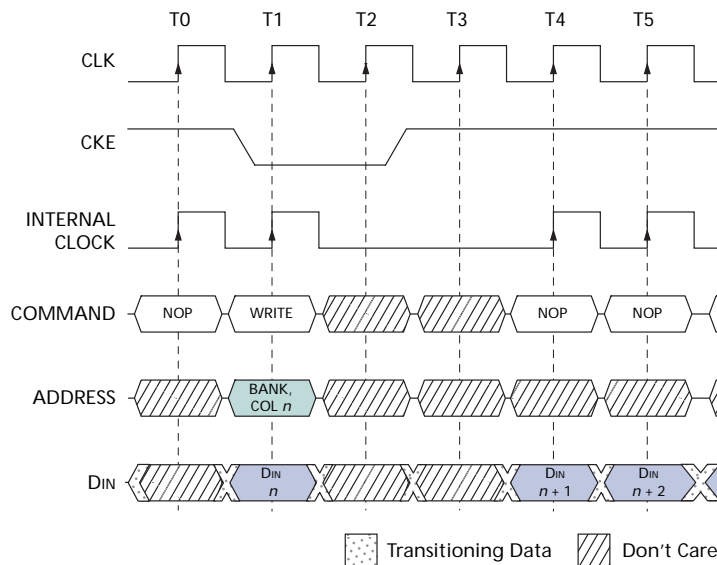 T0 T1 T2 T3 T4 T5
CLK
CKE
INTERNAL
CLOCK
COMMAND NOP WRITE NOP NOP
ADDRESS BANK,
COL n
DIN DIN
n DIN
n + 1 DIN
n + 2
Transitioning Data Don't Care